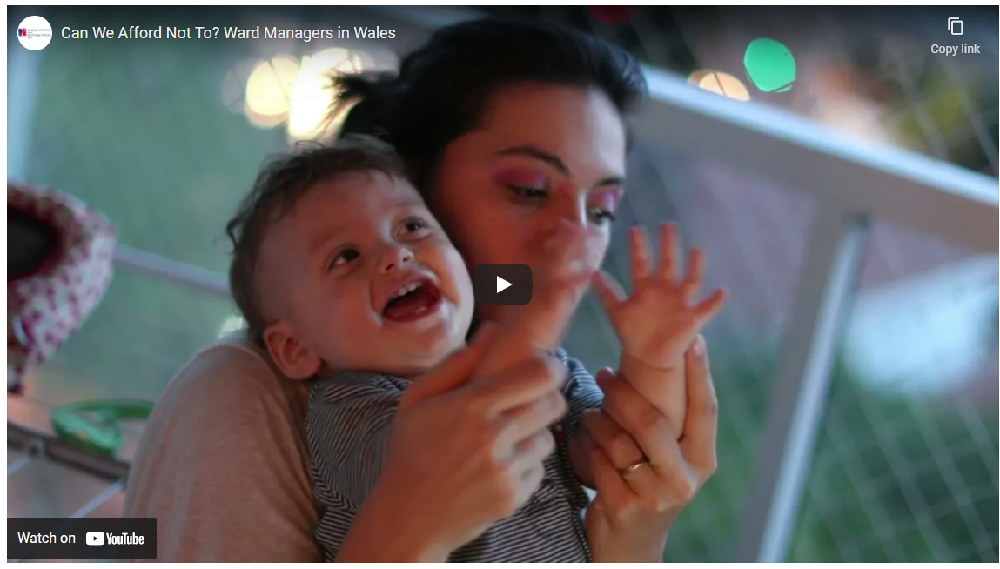 Can We Afford Not To? Ward Managers in Wales
Copy link
Watch on YouTube